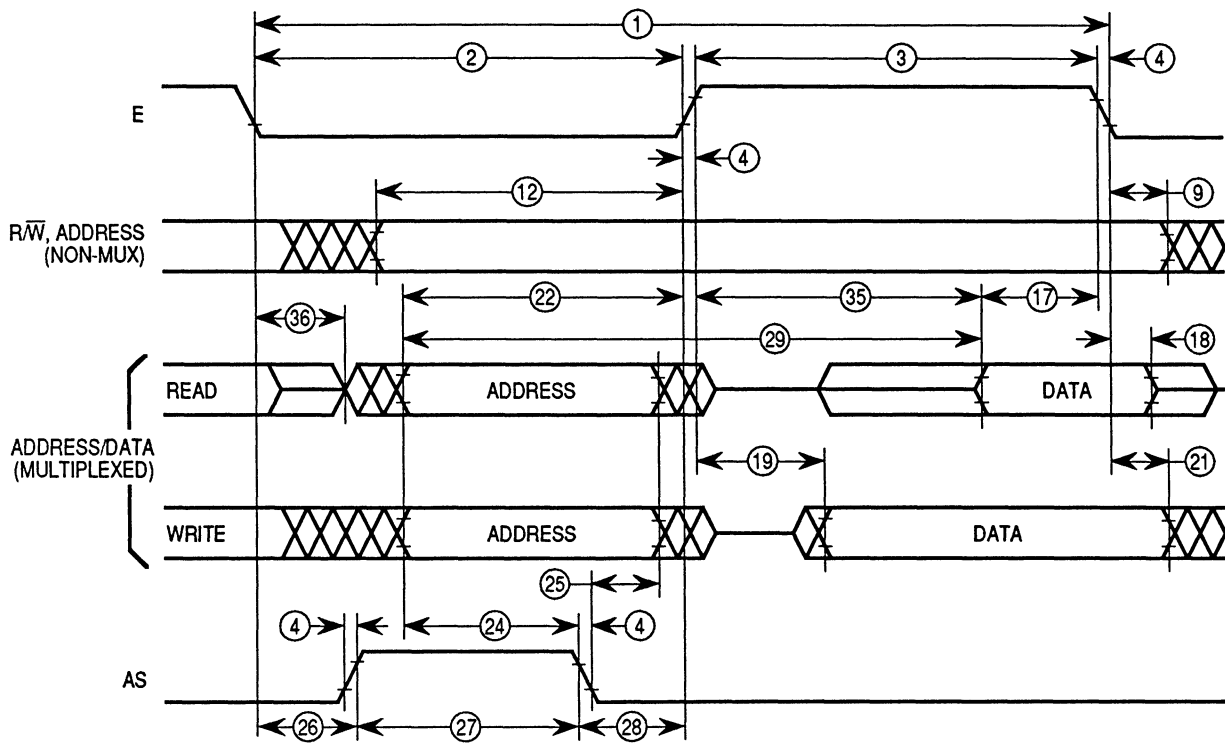 1
2 3 4
E
4
12 9
R/W̅, ADDRESS
(NON-MUX)
22 35 17
36 29 18
READ ADDRESS DATA
ADDRESS/DATA
(MULTIPLEXED)
19 21
WRITE ADDRESS DATA
25
4 24 4
AS
26 27 28